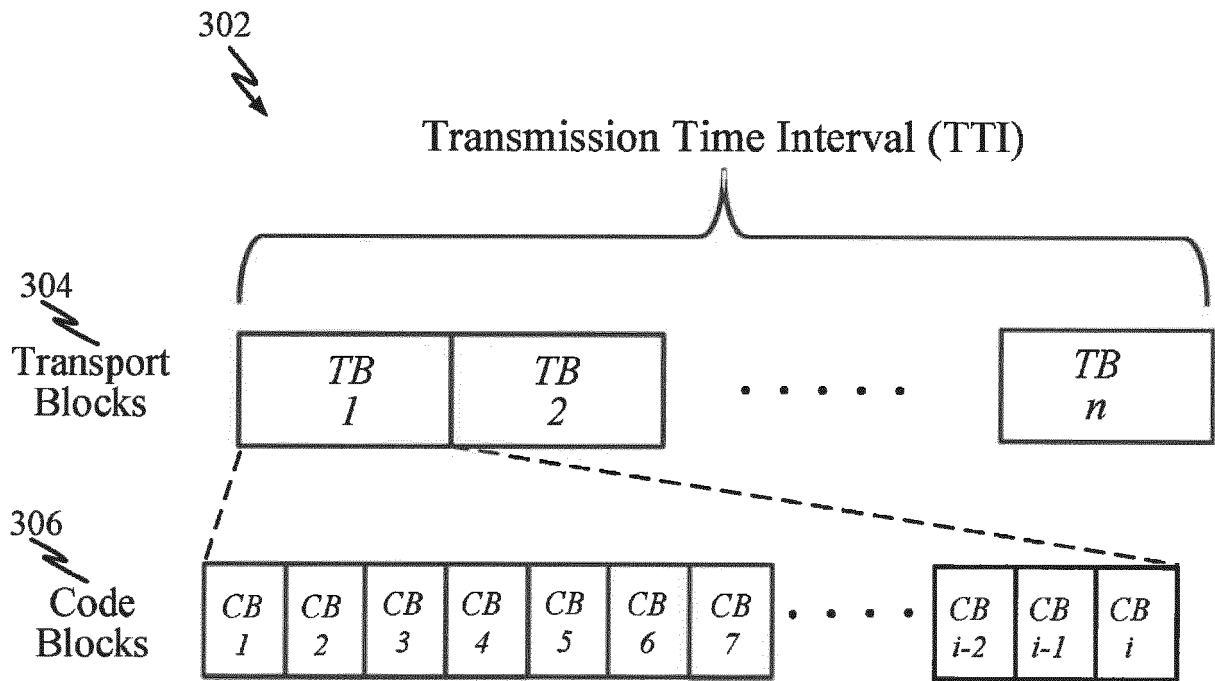 302
Transmission Time Interval (TTI)
304
Transport
Blocks
TB
1
TB
2
. . . . .
TB
n
306
Code
Blocks
CB
1
CB
2
CB
3
CB
4
CB
5
CB
6
CB
7
. . . . .
CB
i-2
CB
i-1
CB
i